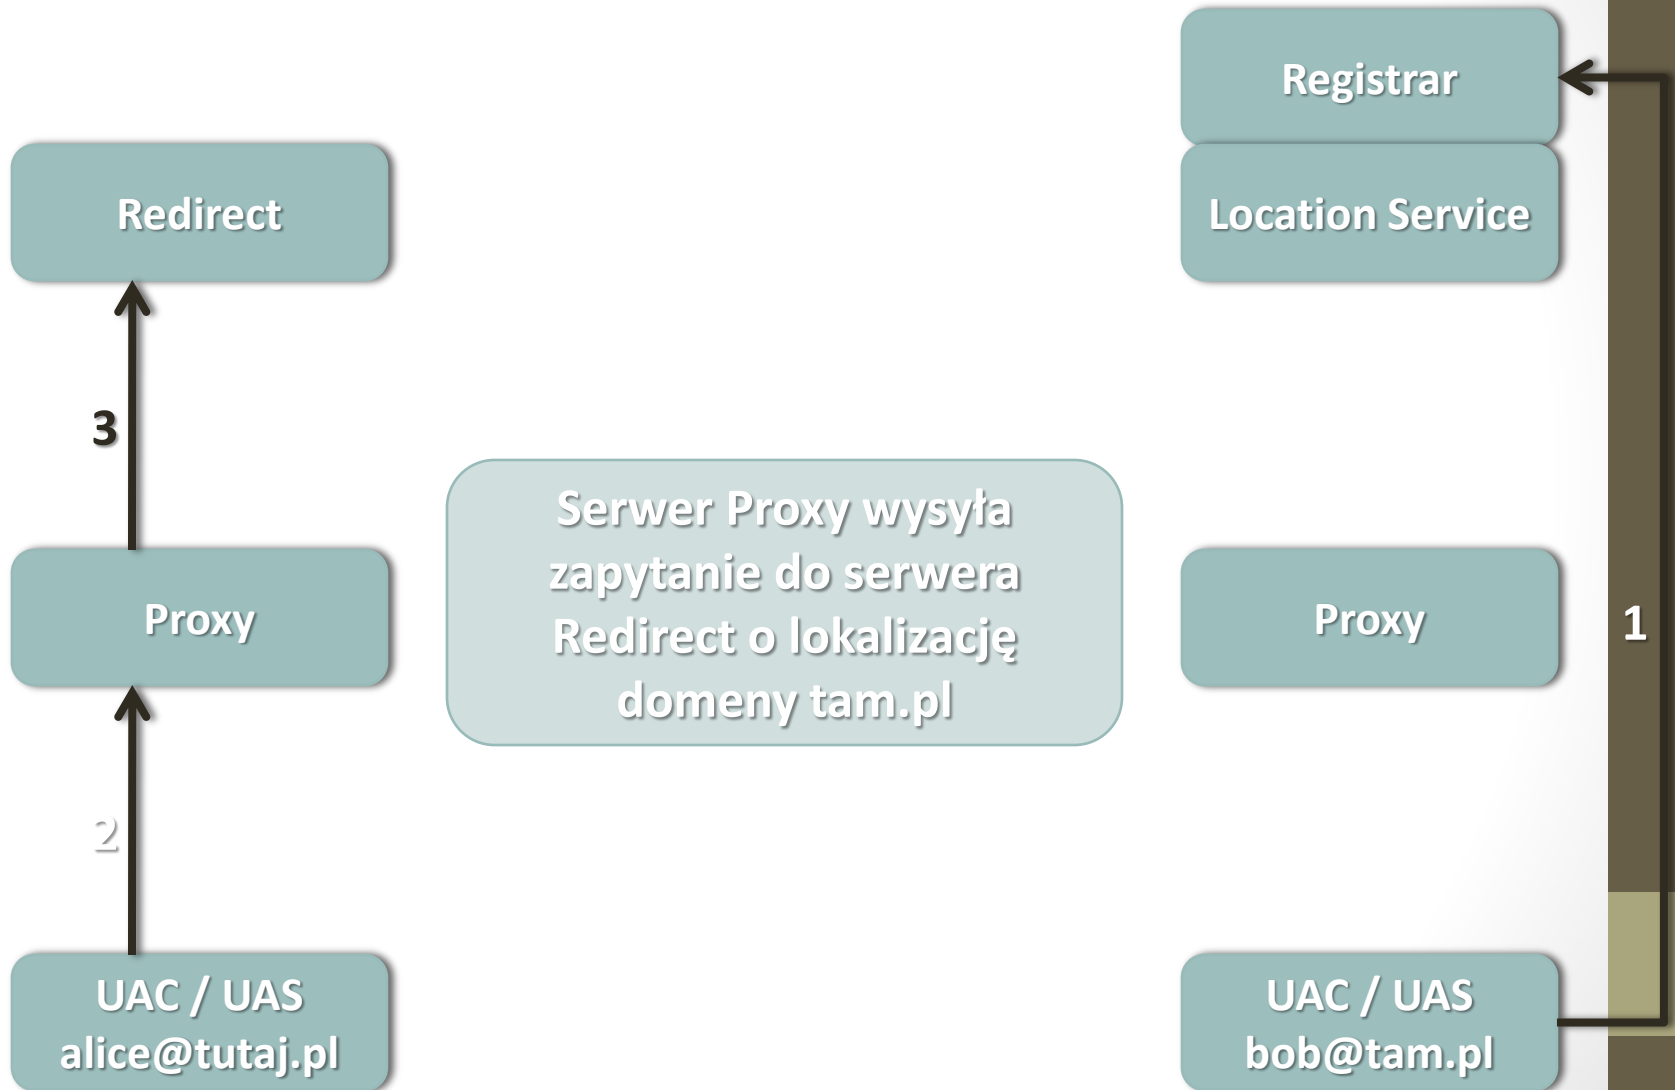 Registrar
Redirect
Location Service
3
Serwer Proxy wysyła
zapytanie do serwera
Redirect o lokalizację
domeny tam.pl
Proxy
Proxy
1
2
UAC / UAS
alice@tutaj.pl
UAC / UAS
bob@tam.pl